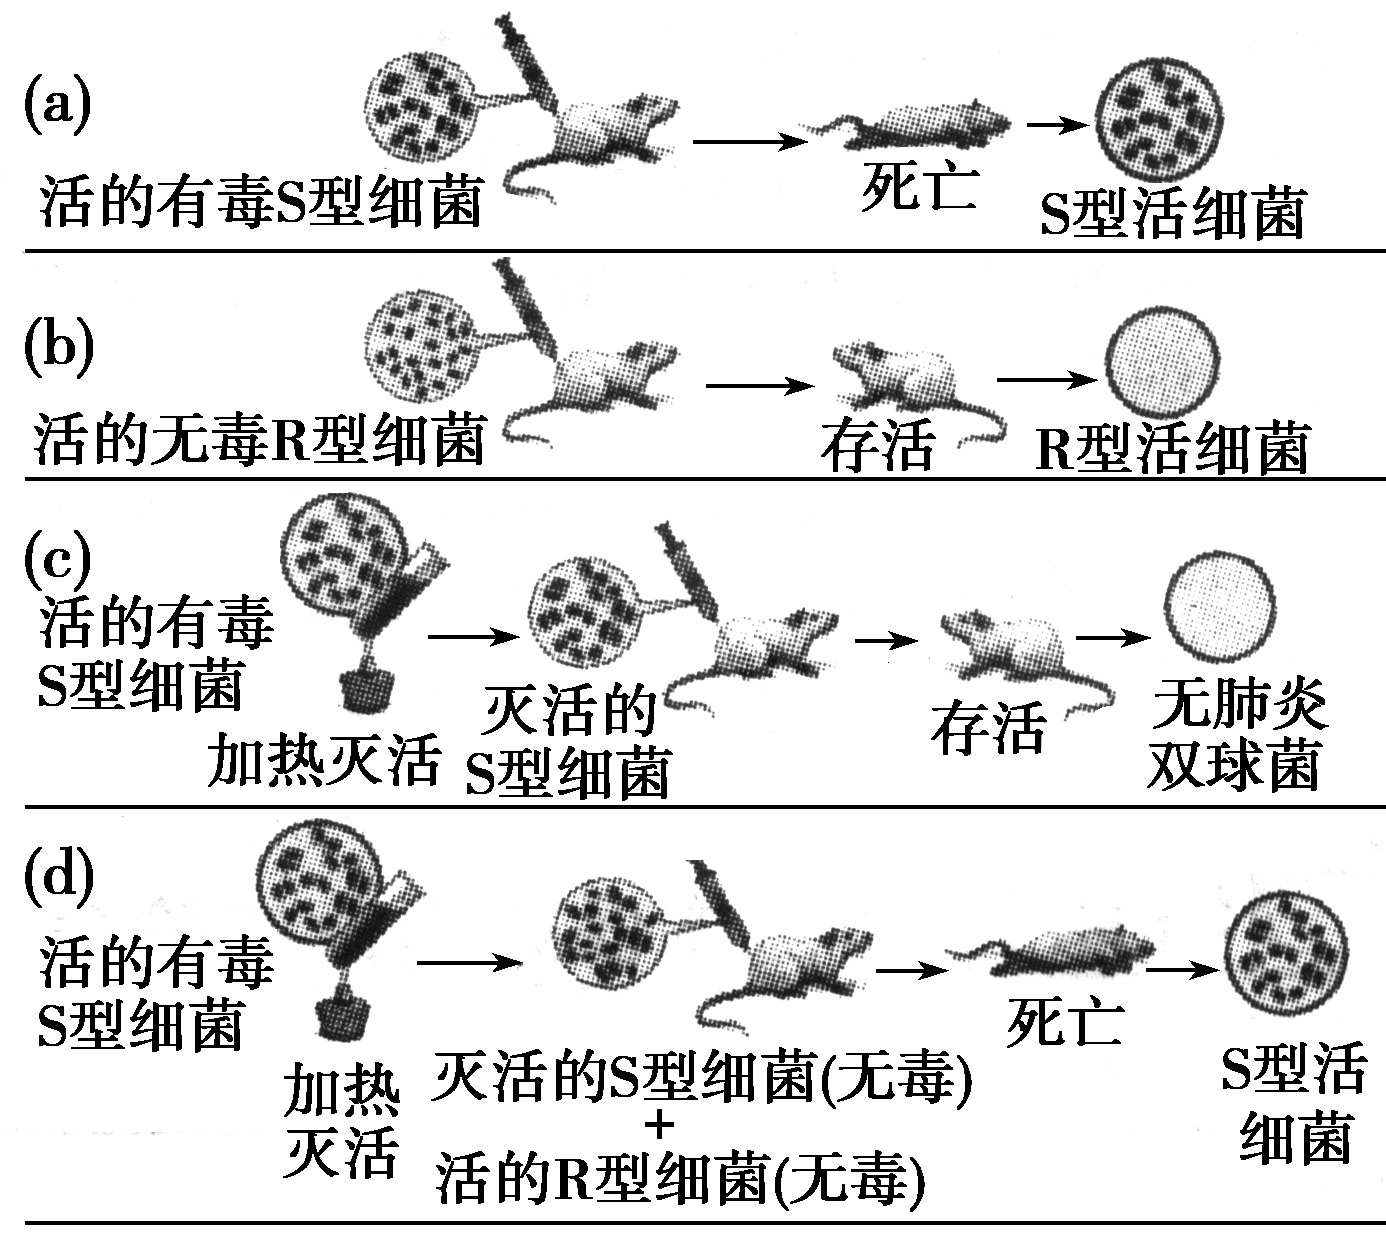 (a)
活的有毒S型细菌
死亡
S型活细菌
(b)
活的无毒R型细菌
存活
R型活细菌
(c)
活的有毒
S型细菌
加热灭活
灭活的
S型细菌
存活
无肺炎
双球菌
(d)
活的有毒
S型细菌
加热
灭活
灭活的S型细菌(无毒)
+
活的R型细菌(无毒)
死亡
S型活
细菌